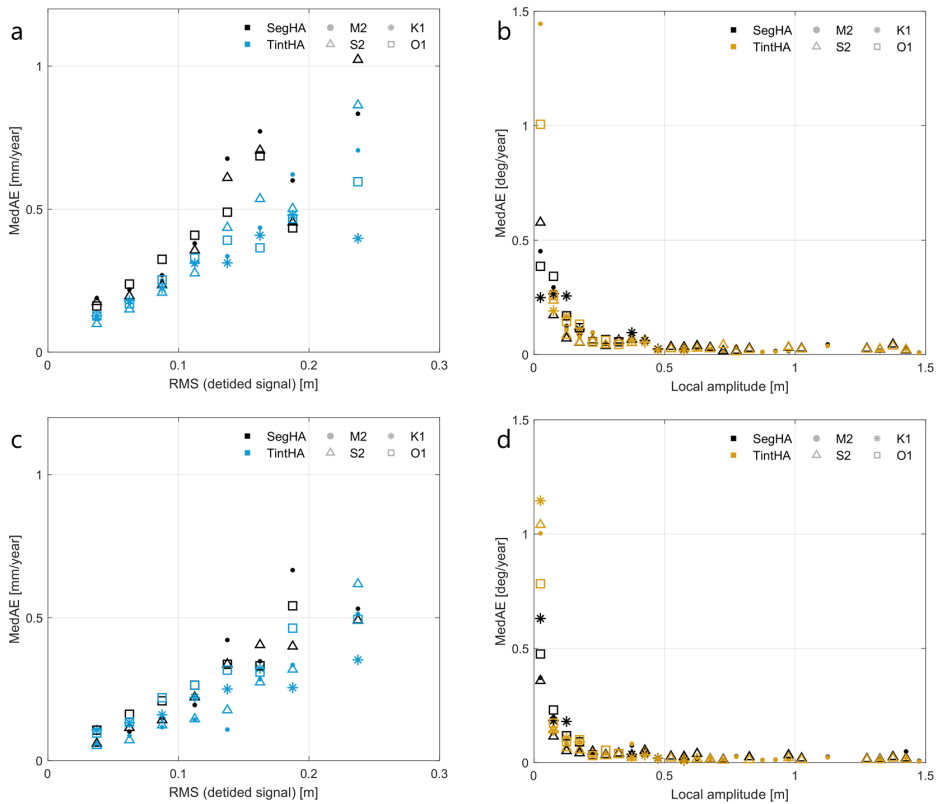 a
SegHA M2 K1
TintHA S2 O1
1
0.5
0
MedAE [mm/year]
0 0.1 0.2 0.3
RMS (detided signal) [m]
b
SegHA M2 K1
TintHA S2 O1
1.5
1
0.5
0
MedAE [deg/year]
0 0.5 1 1.5
Local amplitude [m]
c
SegHA M2 K1
TintHA S2 O1
1
0.5
0
MedAE [mm/year]
0 0.1 0.2 0.3
RMS (detided signal) [m]
d
SegHA M2 K1
TintHA S2 O1
1.5
1
0.5
0
MedAE [deg/year]
0 0.5 1 1.5
Local amplitude [m]